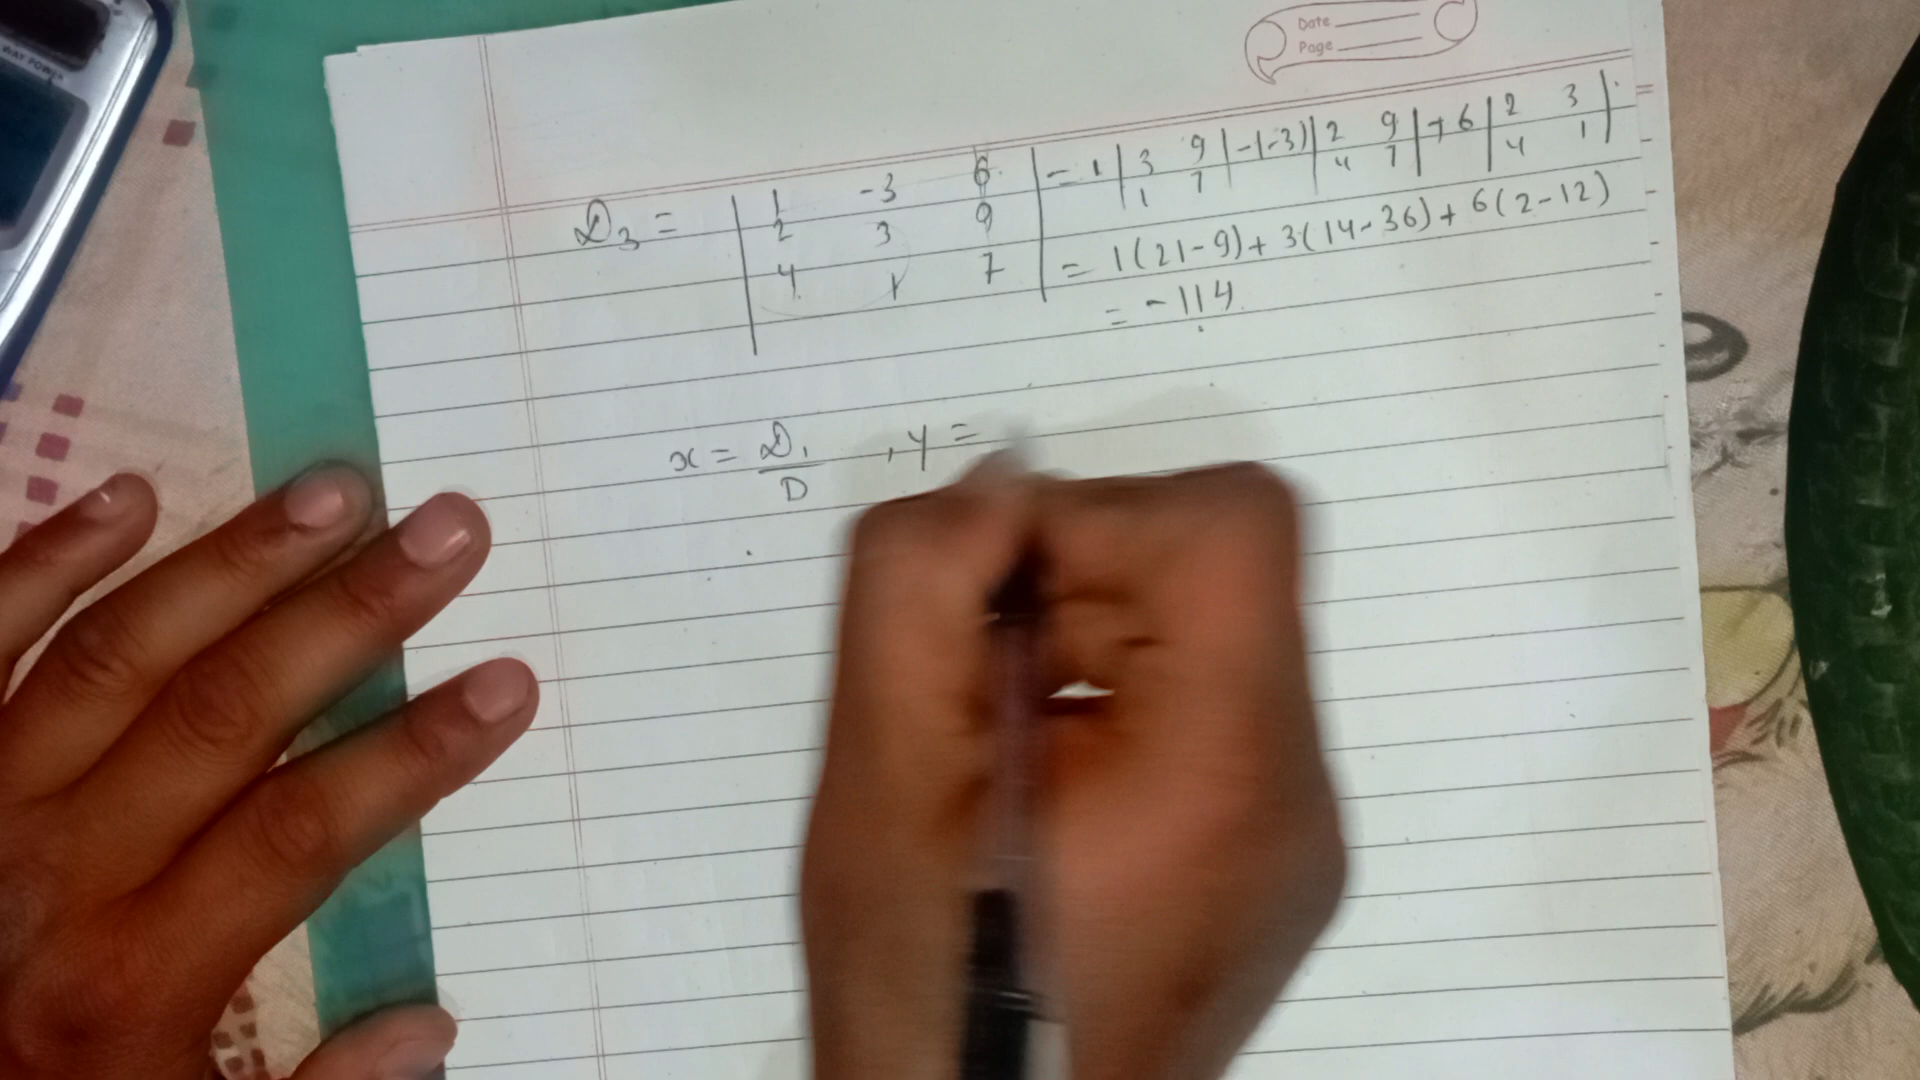 WAY POWER
Date
Page
D3 = | 1 -3 6 | = 1 | 3 9 | -(-3) | 2 9 | + 6 | 2 3 |
| 2 3 9 | | 1 7 | | 4 7 | | 4 1 |
| 4 1 7 | = 1(21-9)+3(14-36)+6(2-12)
= -114
x = D1/D , y =